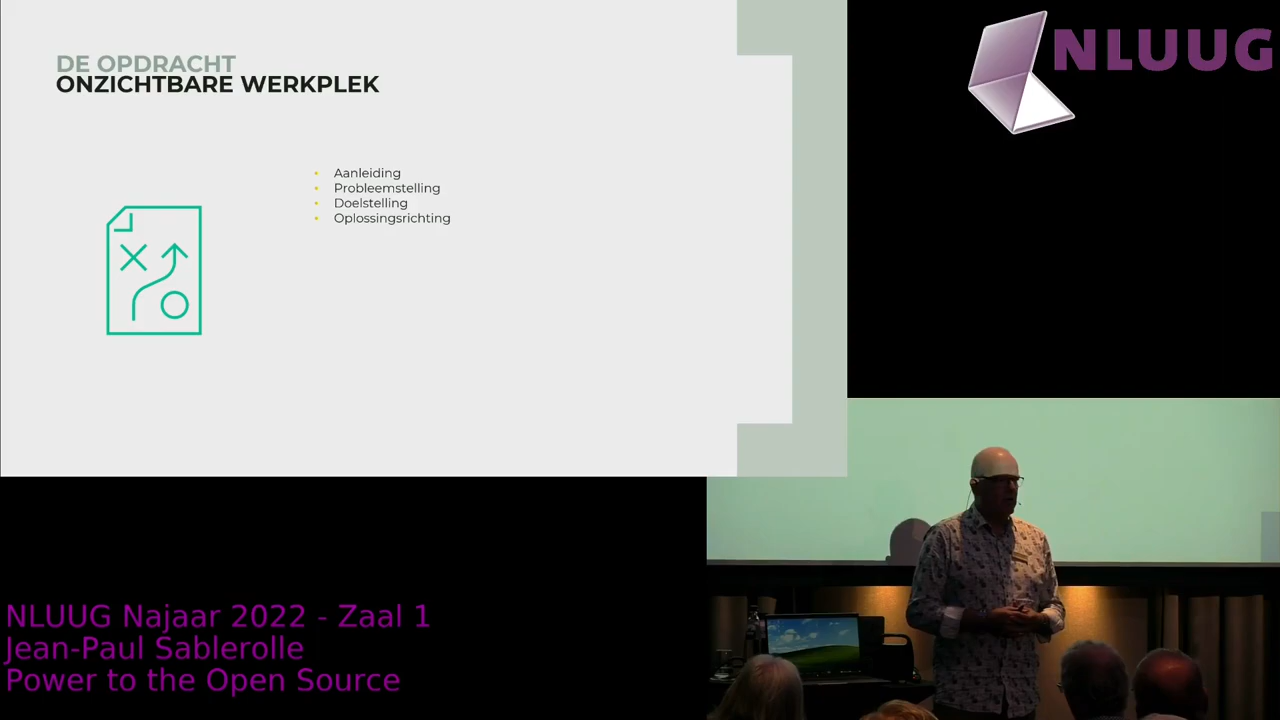 DE OPDRACHT
ONZICHTBARE WERKPLEK
Aanleiding
Probleemstelling
Doelstelling
Oplossingsrichting
NLUUG
NLUUG Najaar 2022 - Zaal 1
Jean-Paul Sablerolle
Power to the Open Source